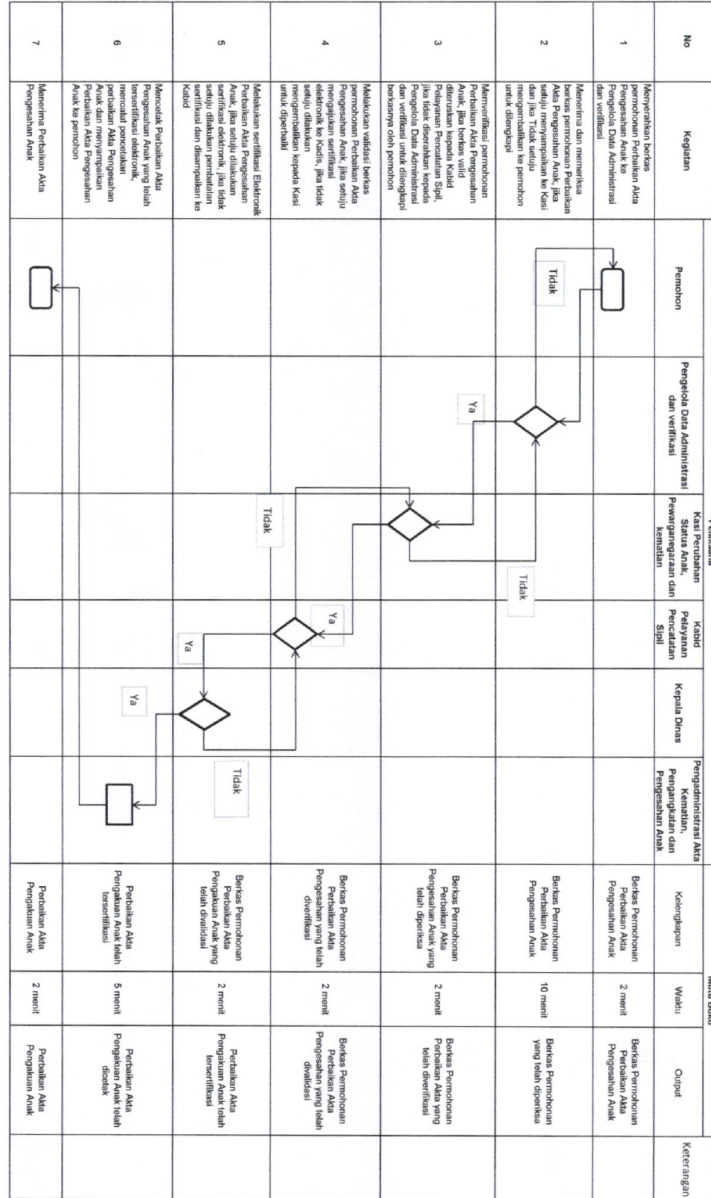 Pelaksana
Mutu Baku
No
Kegiatan
Pemohon
Pengelola Data Administrasi
dan verifikasi
Kasi Perubahan
Status Anak,
Pewarganegaraan dan
kematian
Kabid
Pelayanan
Pencatatan
Sipil
Kepala Dinas
Pengadministrasi Akta
Kematian,
Pengangkatan dan
Pengesahan Anak
Kelengkapan
Waktu
Output
Keterangan
1
Menyerahkan berkas
permohonan Perbaikan Akta
Pengesahan Anak ke
Pengelola Data Administrasi
dan verifikasi
Berkas Permohonan
Perbaikan Akta
Pengesahan Anak
2 menit
Berkas Permohonan
Perbaikan Akta
Pengesahan Anak
2
Menerima dan memeriksa
berkas permohonan Perbaikan
Akta Pengesahan Anak, jika
setuju menyampaikan ke Kasi
dan jika Tidak setuju
mengembalikan ke pemohon
untuk dilengkapi
Tidak
Ya
Tidak
Berkas Permohonan
Perbaikan Akta
Pengesahan Anak
10 menit
Berkas Permohonan
yang telah diperiksa
3
Memverifikasi permohonan
Perbaikan Akta Pengesahan
Anak, jika berkas valid
diteruskan kepada Kabid
Pelayanan Pencatatan Sipil,
jika tidak diserahkan kepada
Pengelola Data Administrasi
dan verifikasi untuk dilengkapi
berkasnya oleh pemohon
Berkas Permohonan
Perbaikan Akta
Pengesahan Anak yang
telah diperiksa
2 menit
Berkas Permohonan
Perbaikan Akta yang
telah diverifikasi
4
Melakukan validasi berkas
permohonan Perbaikan Akta
Pengesahan Anak, jika setuju
mengajukan sertifikasi
elektronik ke Kadis, jika tidak
setuju dilakukan
mengembalikan kepada Kasi
untuk diperbaiki
Tidak
Ya
Berkas Permohonan
Perbaikan Akta
Pengesahan yang telah
diverifikasi
2 menit
Berkas Permohonan
Perbaikan Akta
Pengesahan yang telah
divalidasi
5
Melakukan sertifikasi Elektronik
Perbaikan Akta Pengesahan
Anak, jika setuju dilakukan
sertifikasi elektronik, jika tidak
setuju dilakukan pembatalan
sertifikasi dan disampaikan ke
Kabid
Ya
Tidak
Berkas Permohonan
Perbaikan Akta
Pengakuan Anak yang
telah divalidasi
2 menit
Perbaikan Akta
Pengakuan Anak telah
tersertifikasi
6
Mencetak Perbaikan Akta
Pengesahan Anak yang telah
tersertifikasi elektronik,
mencatat pencetakan
perbaikan Akta Pengesahan
Anak dan menyampaikan
Perbaikan Akta Pengesahan
Anak ke pemohon
Ya
Perbaikan Akta
Pengakuan Anak telah
tersertifikasi
5 menit
Perbaikan Akta
Pengakuan Anak telah
dicetak
7
Menerima Perbaikan Akta
Pengesahan Anak
Perbaikan Akta
Pengakuan Anak
2 menit
Perbaikan Akta
Pengakuan Anak